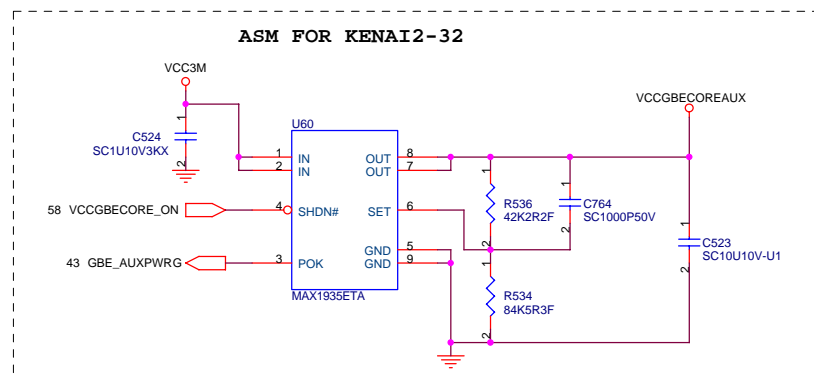 ASM FOR KENAI2-32
VCC3M
VCCGBECOREAUX
1
C524
SC1U10V3KX
2
U60
1 IN OUT 8
2 IN OUT 7
58 VCCGBECORE_ON 4 SHDN# SET 6
GND 5
43 GBE_AUXPWRG 3 POK GND 9
MAX1935ETA
1
R536
42K2R2F
2
1
C764
SC1000P50V
2
1
R534
84K5R3F
2
1
C523
SC10U10V-U1
2